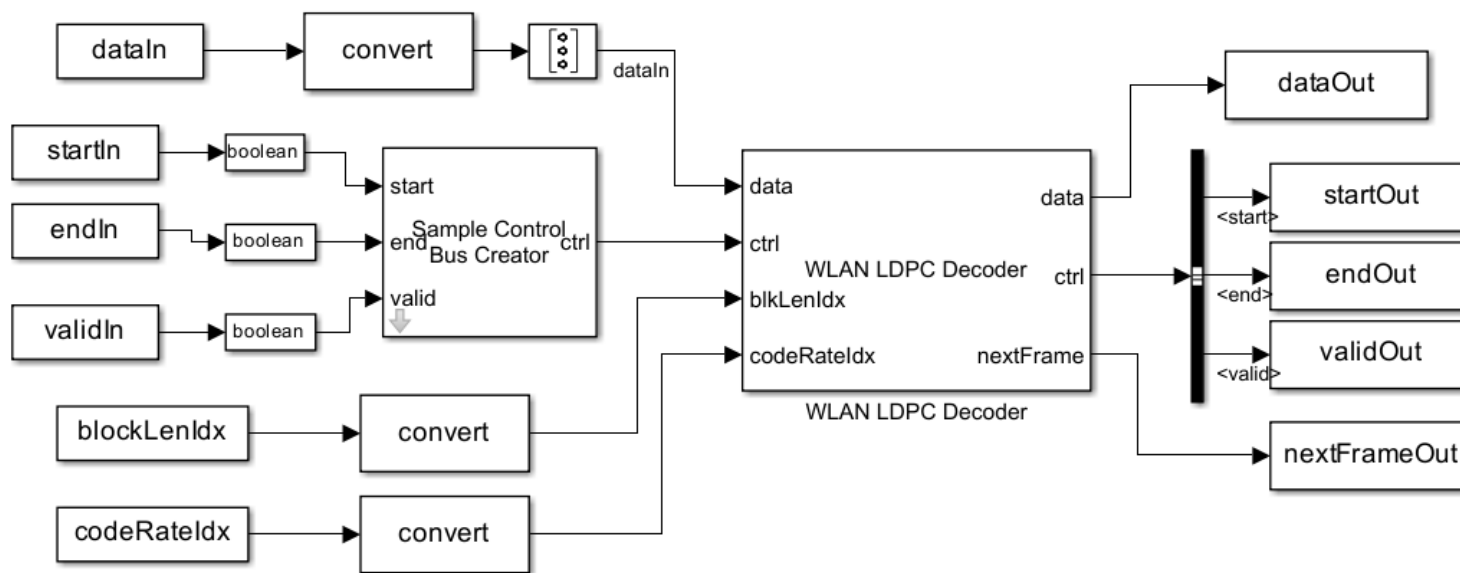 dataIn
convert
dataIn
dataOut
startIn
boolean
start
endIn
boolean
end
Sample Control
Bus Creator
ctrl
validIn
boolean
valid
data
ctrl
blkLenIdx
codeRateIdx
WLAN LDPC Decoder
data
ctrl
nextFrame
WLAN LDPC Decoder
<start>
startOut
<end>
endOut
<valid>
validOut
nextFrameOut
blockLenIdx
convert
codeRateIdx
convert